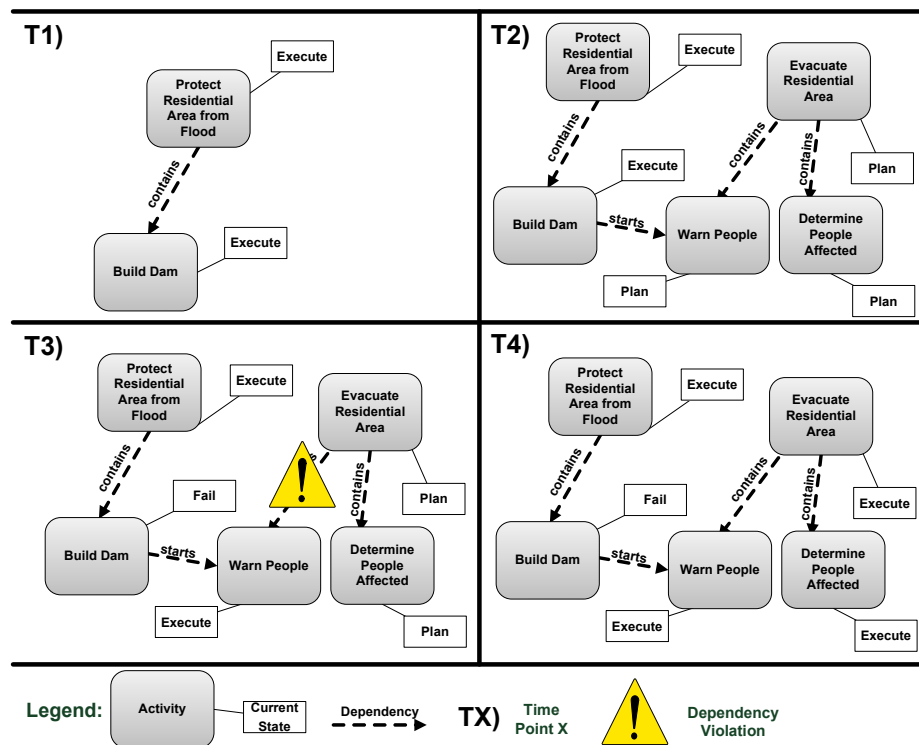 T1)
Execute
Protect
Residential
Area from
Flood
contains
Execute
Build Dam
T2)
Protect
Residential
Area from
Flood
Execute
Evacuate
Residential
Area
contains
contains
contains
Plan
Execute
Build Dam
starts
Warn People
Determine
People
Affected
Plan
Plan
T3)
Protect
Residential
Area from
Flood
Execute
Evacuate
Residential
Area
contains
contains
Plan
Fail
Build Dam
starts
Warn People
Determine
People
Affected
Execute
Plan
T4)
Protect
Residential
Area from
Flood
Execute
Evacuate
Residential
Area
contains
contains
contains
Execute
Fail
Build Dam
starts
Warn People
Determine
People
Affected
Execute
Execute
Legend:
Activity
Current
State
Dependency
TX)
Time
Point X
Dependency
Violation